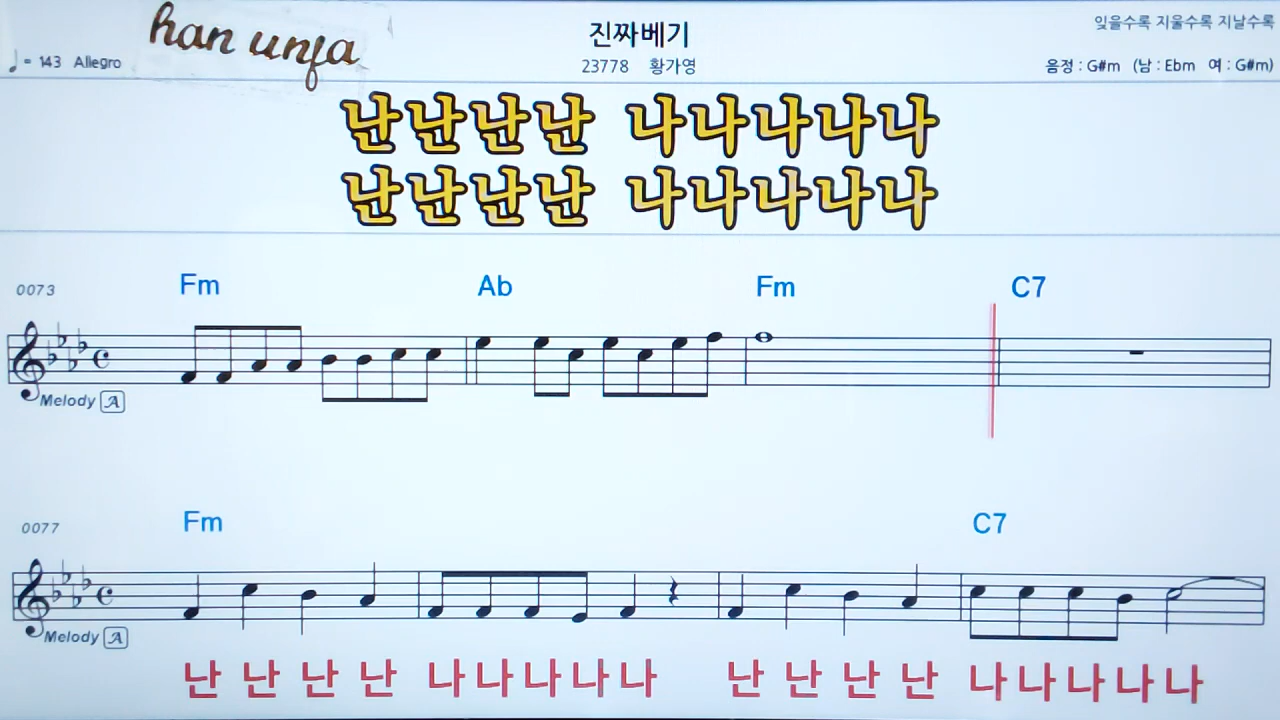 han unja
진짜베기
잊을수록 지울수록 지날수록
♩= 143 Allegro
23778 황가영
음정 : G#m (남 : Ebm 여 : G#m)
난난난난 나나나나나
난난난난 나나나나나
0073 Fm Ab Fm C7
Melody A
0077 Fm C7
Melody A
난 난 난 난 나 나 나 나 나 난 난 난 난 나 나 나 나 나